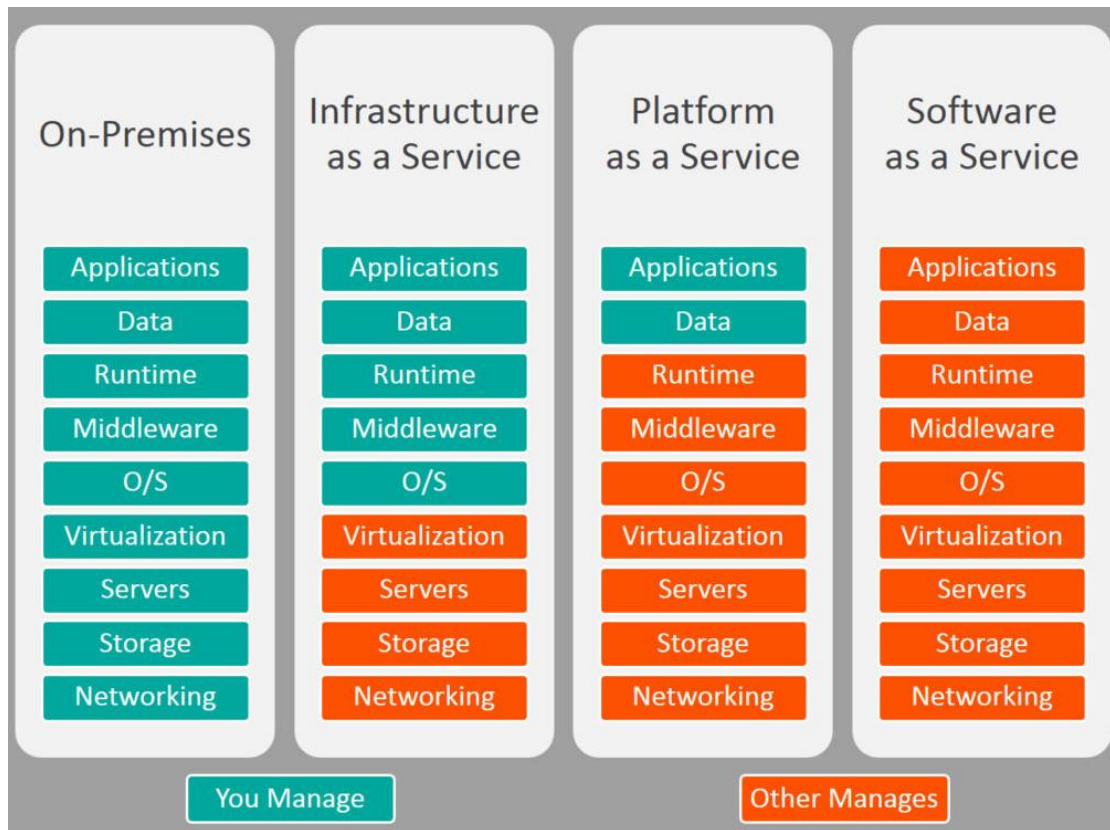 On-Premises
Applications
Data
Runtime
Middleware
O/S
Virtualization
Servers
Storage
Networking
Infrastructure
as a Service
Applications
Data
Runtime
Middleware
O/S
Virtualization
Servers
Storage
Networking
Platform
as a Service
Applications
Data
Runtime
Middleware
O/S
Virtualization
Servers
Storage
Networking
Software
as a Service
Applications
Data
Runtime
Middleware
O/S
Virtualization
Servers
Storage
Networking
You Manage
Other Manages